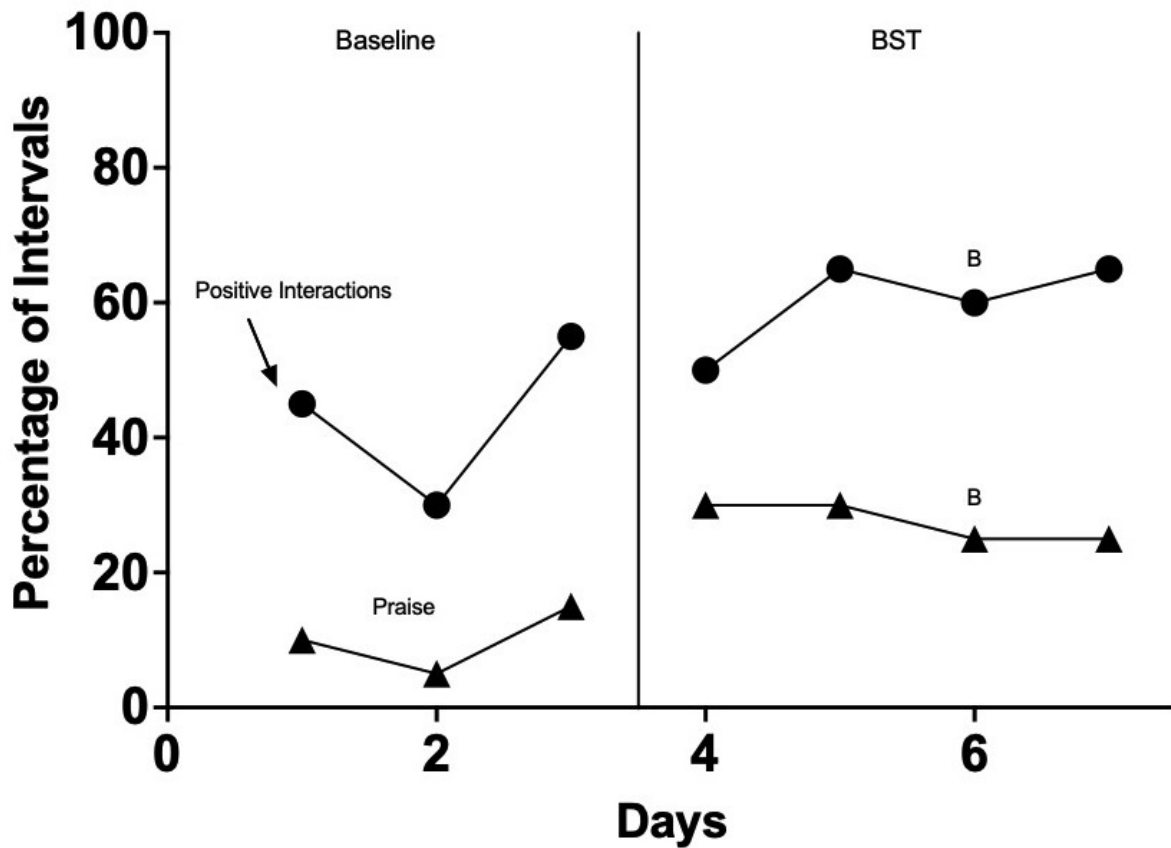 Percentage of Intervals
100
80
60
40
20
0
Baseline
BST
Positive Interactions
Praise
B
B
0
2
4
6
Days